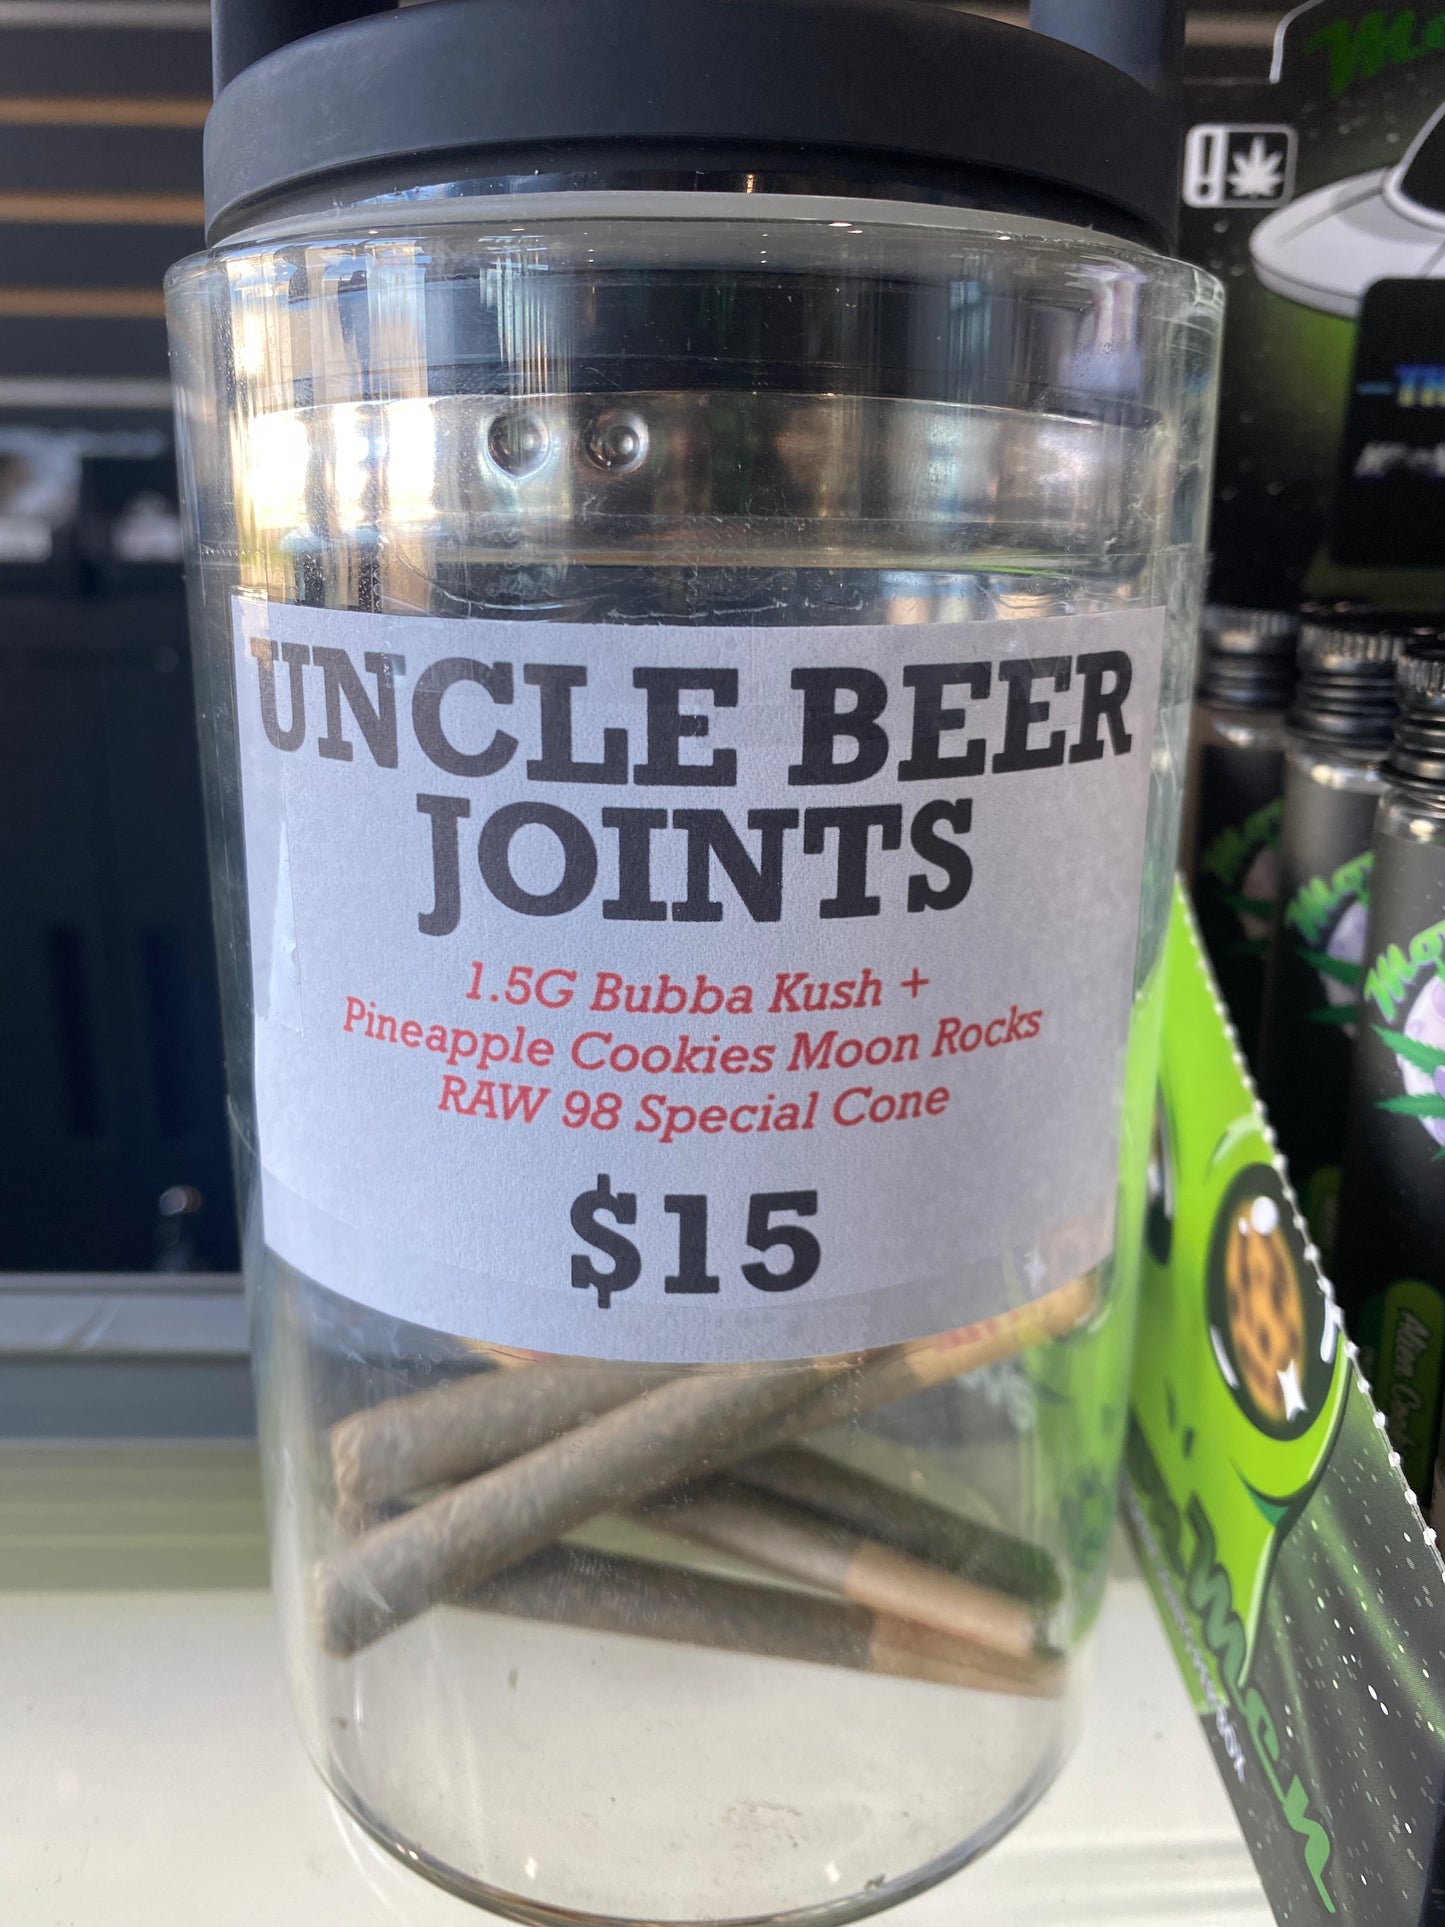 UNCLE BEER
JOINTS
1.5G Bubba Kush +
Pineapple Cookies Moon Rocks
RAW 98 Special Cone
$15